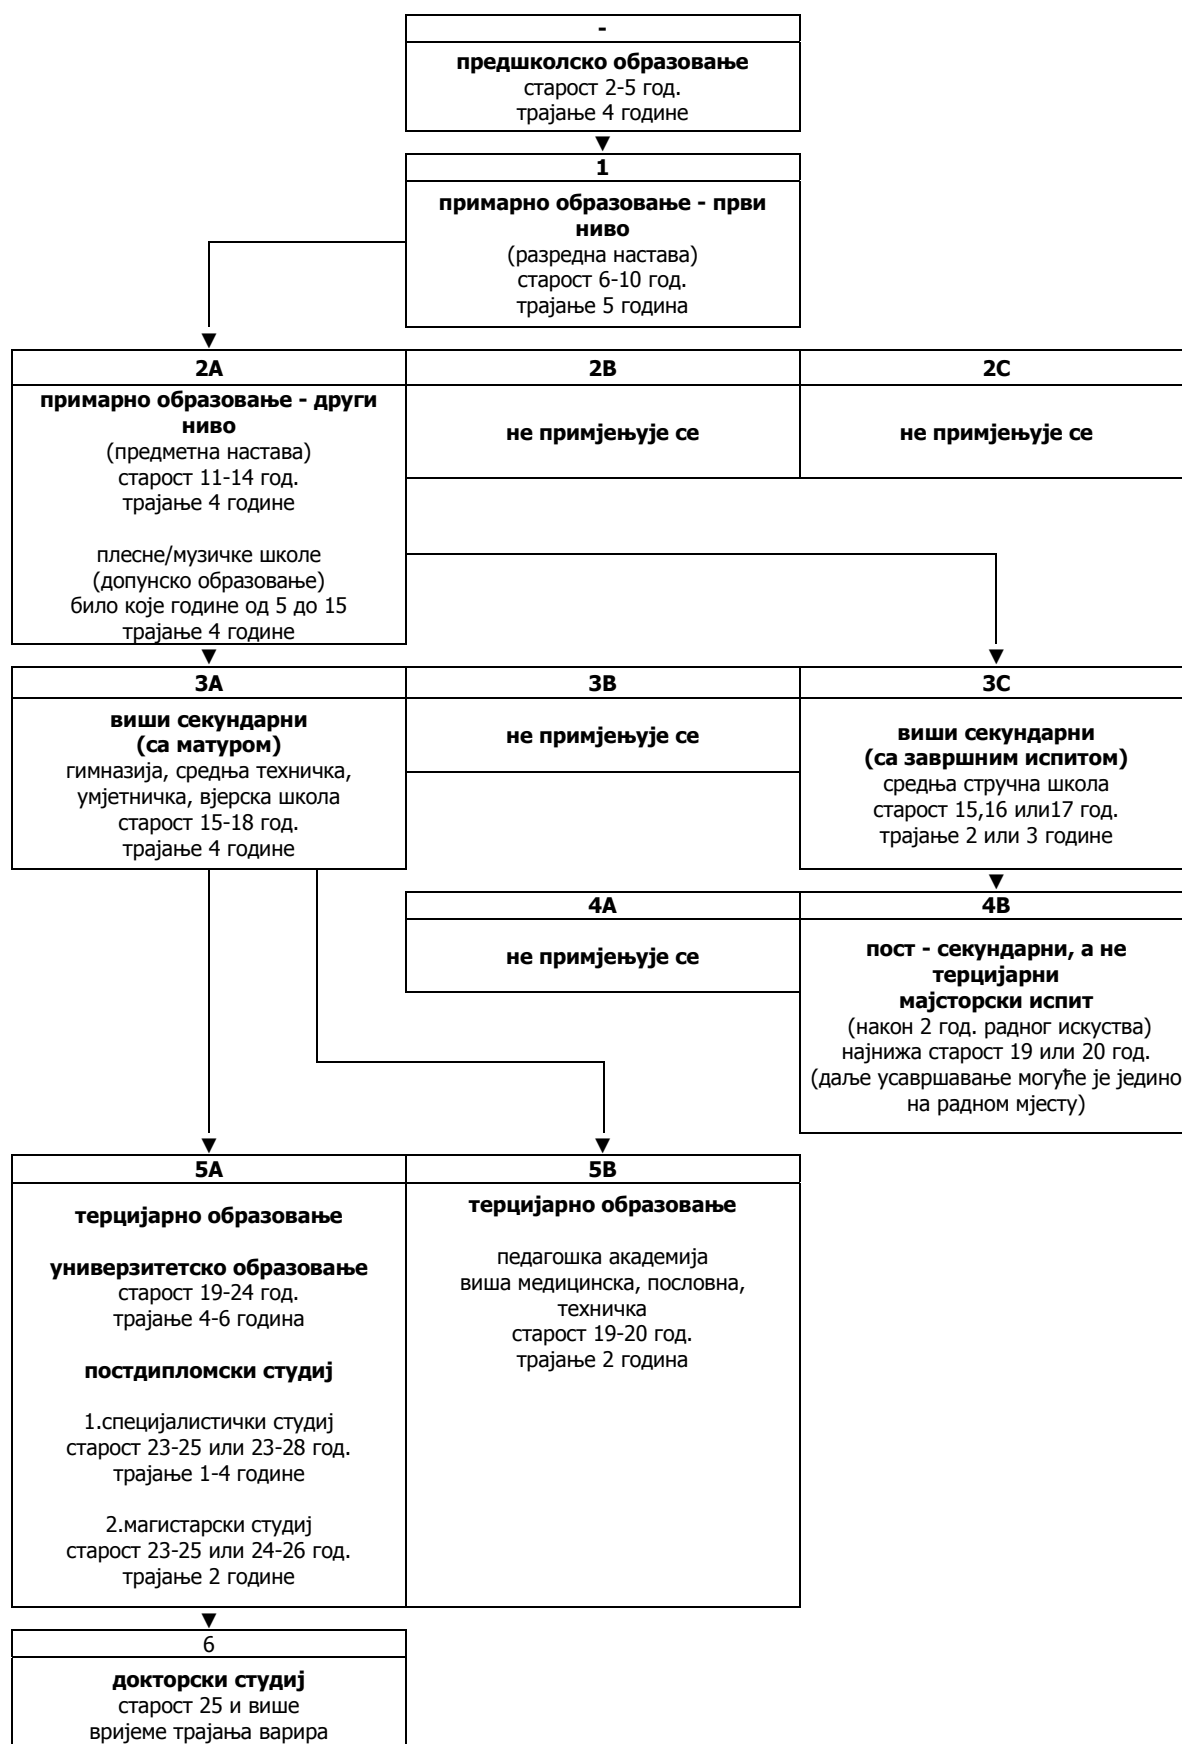 -
предшколско образовање
старост 2-5 год.
трајање 4 године
▼
1
примарно образовање - први
ниво
(разредна настава)
старост 6-10 год.
трајање 5 година
▼
2A
примарно образовање - други
ниво
(предметна настава)
старост 11-14 год.
трајање 4 године
плесне/музичке школе
(допунско образовање)
било које године од 5 до 15
трајање 4 године
2B
не примјењује се
2C
не примјењује се
▼
▼
3A
виши секундарни
(са матуром)
гимназија, средња техничка,
умјетничка, вјерска школа
старост 15-18 год.
трајање 4 године
3B
не примјењује се
3C
виши секундарни
(са завршним испитом)
средња стручна школа
старост 15,16 или17 год.
трајање 2 или 3 године
▼
4A
не примјењује се
4B
пост - секундарни, а не
терцијарни
мајсторски испит
(након 2 год. радног искуства)
најнижа старост 19 или 20 год.
(даље усавршавање могуће је једино
на радном мјесту)
▼
▼
5A
терцијарно образовање
универзитетско образовање
старост 19-24 год.
трајање 4-6 година
постдипломски студиј
1.специјалистички студиј
старост 23-25 или 23-28 год.
трајање 1-4 године
2.магистарски студиј
старост 23-25 или 24-26 год.
трајање 2 године
5B
терцијарно образовање
педагошка академија
виша медицинска, пословна,
техничка
старост 19-20 год.
трајање 2 година
▼
6
докторски студиј
старост 25 и више
вријеме трајања варира